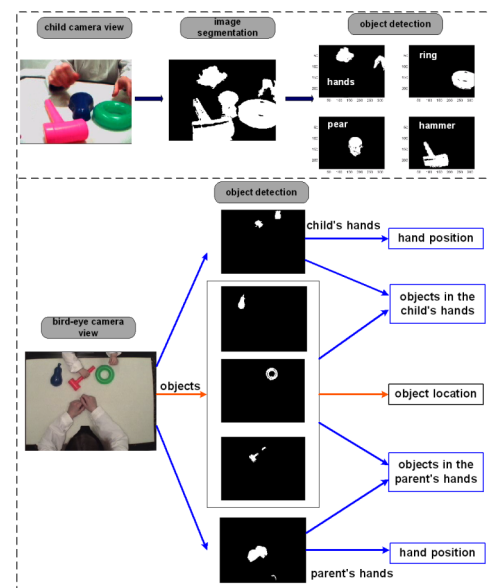 child camera view
image
segmentation
object detection
hands
ring
pear
hammer
object detection
child's hands
hand position
objects in the
child's hands
bird-eye camera
view
objects
object location
objects in the
parent's hands
hand position
parent's hands